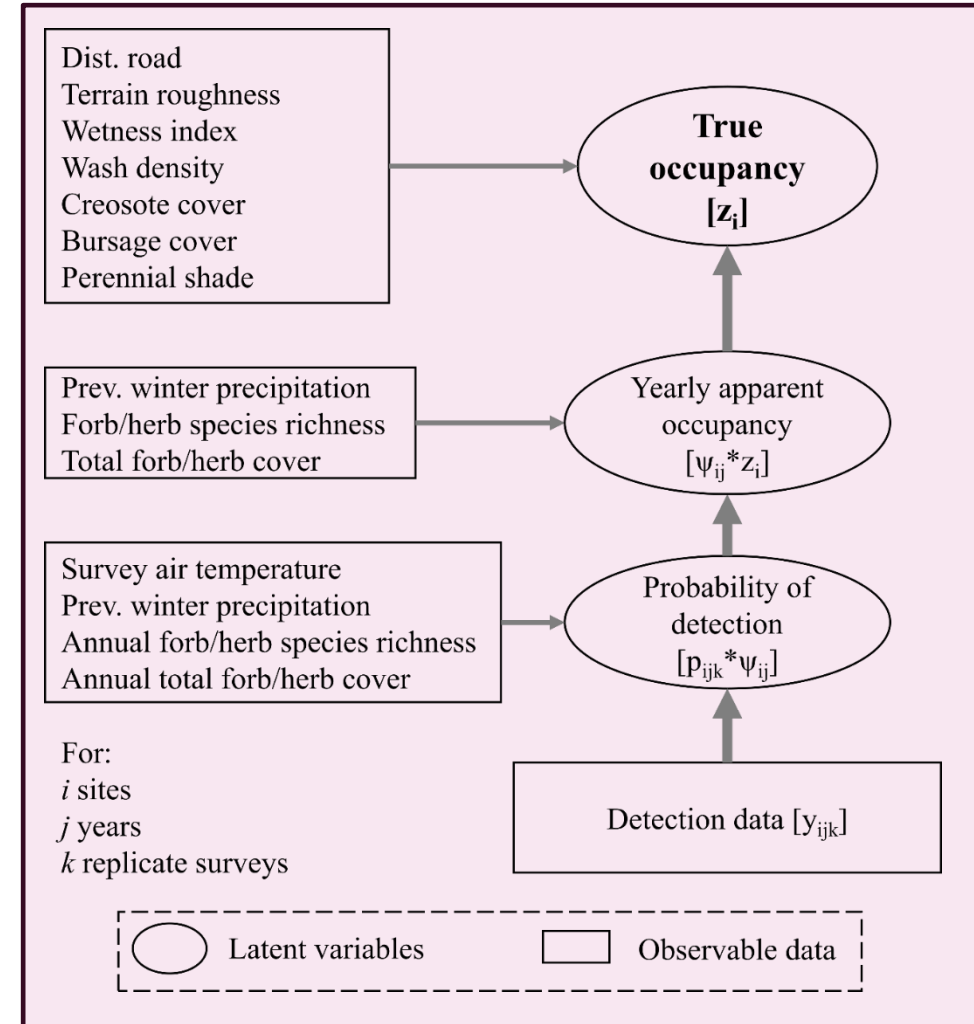 Dist. road
Terrain roughness
Wetness index
Wash density
Creosote cover
Bursage cover
Perennial shade
True
occupancy
[zᵢ]
Prev. winter precipitation
Forb/herb species richness
Total forb/herb cover
Yearly apparent
occupancy
[ψᵢⱼ*zᵢ]
Survey air temperature
Prev. winter precipitation
Annual forb/herb species richness
Annual total forb/herb cover
Probability of
detection
[pᵢⱼₖ*ψᵢⱼ]
For:
i sites
j years
k replicate surveys
Detection data [yᵢⱼₖ]
Latent variables
Observable data